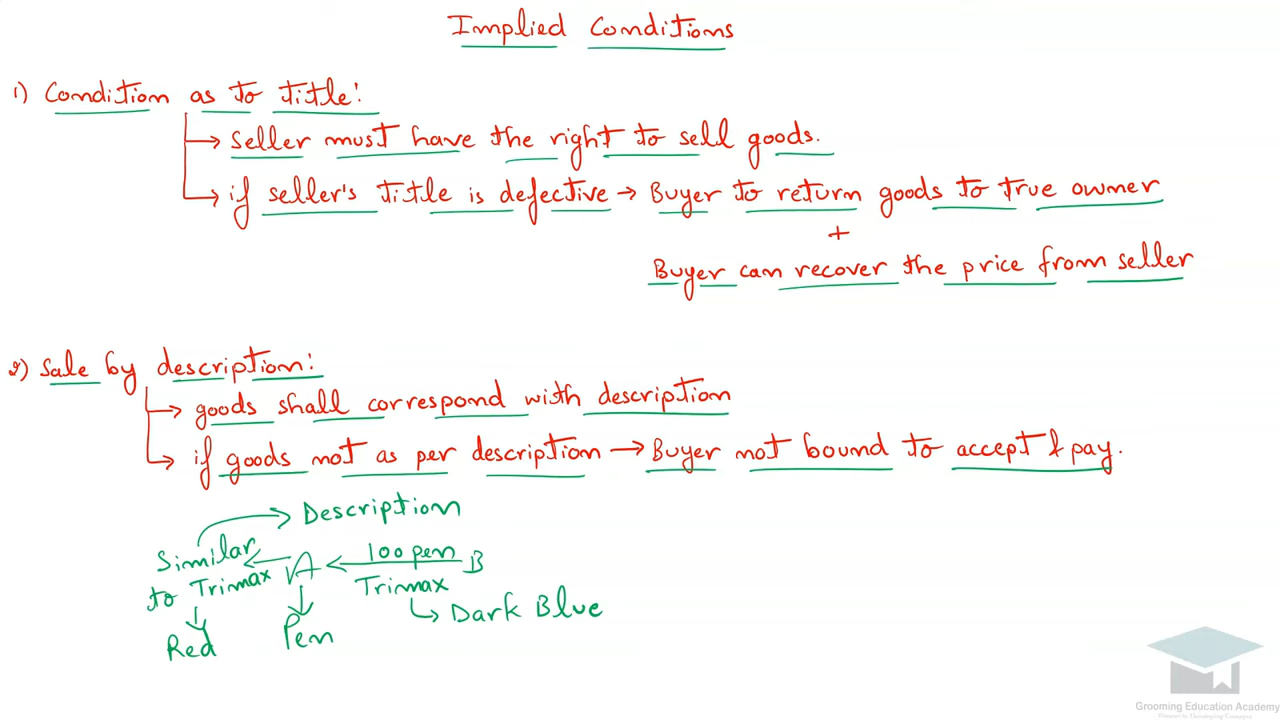 Implied Conditions
1) Condition as to title:
→ Seller must have the right to sell goods.
→ if seller's title is defective → Buyer to return goods to true owner
+
Buyer can recover the price from seller
2) Sale by description:
→ goods shall correspond with description
→ if goods not as per description → Buyer not bound to accept & pay.
Description
Similar to Trimax
A
100 pen
B
Trimax
Dark Blue
Red
Pen
Grooming Education Academy